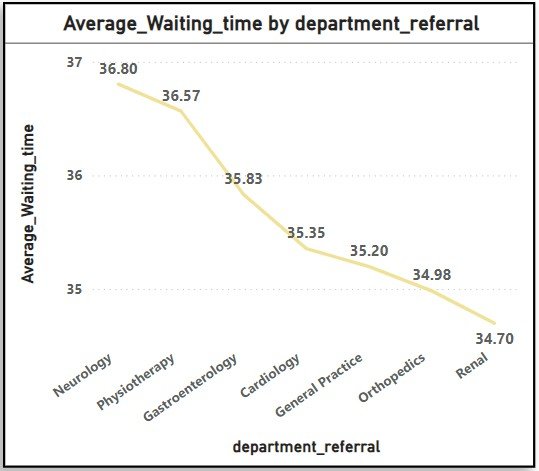 Average_Waiting_time by department_referral
37
36.80
36.57
36
35.83
35.35
35.20
34.98
35
34.70
Average_Waiting_time
Neurology
Physiotherapy
Gastroenterology
Cardiology
General Practice
Orthopedics
Renal
department_referral